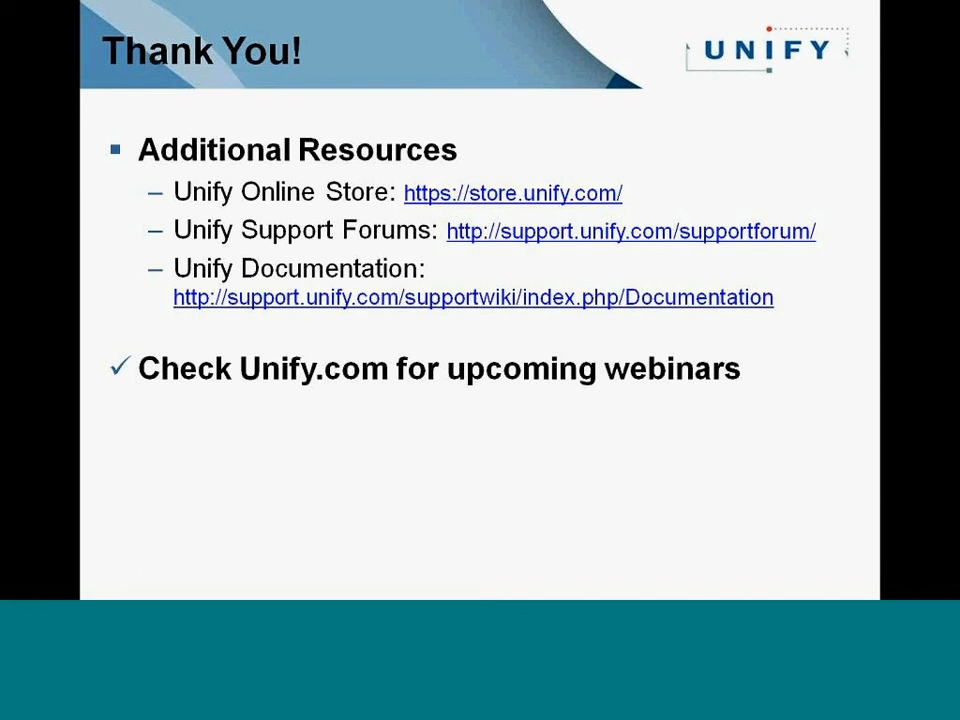 Thank You!
UNIFY
Additional Resources
– Unify Online Store: https://store.unify.com/
– Unify Support Forums: http://support.unify.com/supportforum/
– Unify Documentation:
http://support.unify.com/supportwiki/index.php/Documentation
✓ Check Unify.com for upcoming webinars